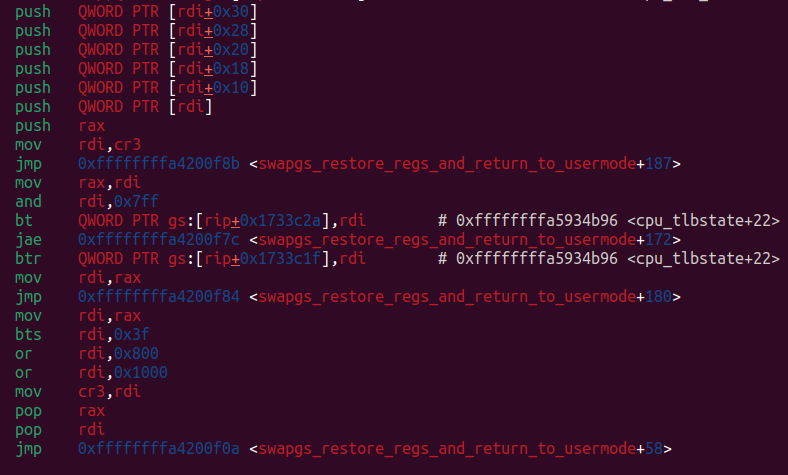 push QWORD PTR [rdi+0x30]
push QWORD PTR [rdi+0x28]
push QWORD PTR [rdi+0x20]
push QWORD PTR [rdi+0x18]
push QWORD PTR [rdi+0x10]
push QWORD PTR [rdi]
push rax
mov rdi,cr3
jmp 0xffffffffa4200f8b <swapgs_restore_regs_and_return_to_usermode+187>
mov rax,rdi
and rdi,0x7ff
bt QWORD PTR gs:[rip+0x1733c2a],rdi # 0xffffffffa5934b96 <cpu_tlbstate+22>
jae 0xffffffffa4200f7c <swapgs_restore_regs_and_return_to_usermode+172>
btr QWORD PTR gs:[rip+0x1733c1f],rdi # 0xffffffffa5934b96 <cpu_tlbstate+22>
mov rdi,rax
jmp 0xffffffffa4200f84 <swapgs_restore_regs_and_return_to_usermode+180>
mov rdi,rax
bts rdi,0x3f
or rdi,0x800
or rdi,0x1000
mov cr3,rdi
pop rax
pop rdi
jmp 0xffffffffa4200f0a <swapgs_restore_regs_and_return_to_usermode+58>